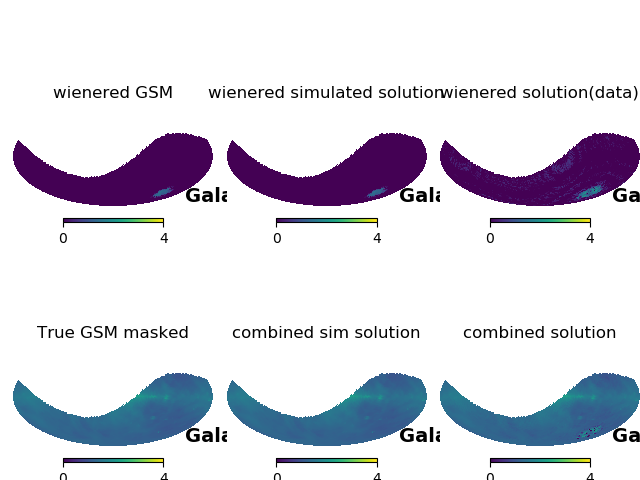 wienered GSM
wienered simulated solution
wienered solution(data)
Gala
Gala
Ga
0 4
0 4
0 4
True GSM masked
combined sim solution
combined solution
Gala
Gala
Ga
0 4
0 4
0 4